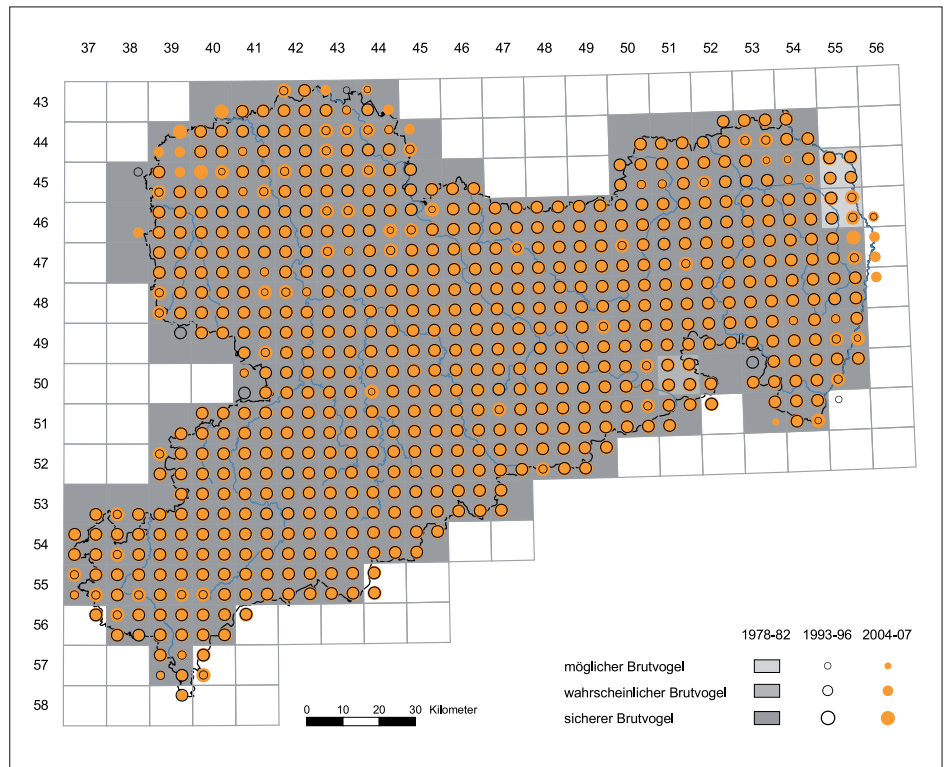 37 38 39 40 41 42 43 44 45 46 47 48 49 50 51 52 53 54 55 56
43
44
45
46
47
48
49
50
51
52
53
54
55
56
57
58
1978-82 1993-96 2004-07
möglicher Brutvogel
wahrscheinlicher Brutvogel
sicherer Brutvogel
0 10 20 30 Kilometer